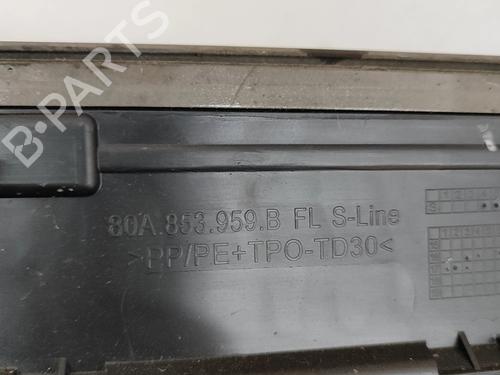 B-PARTS
80A.853.959.B FL S-Line
>PP/PE+TPO-TD30<